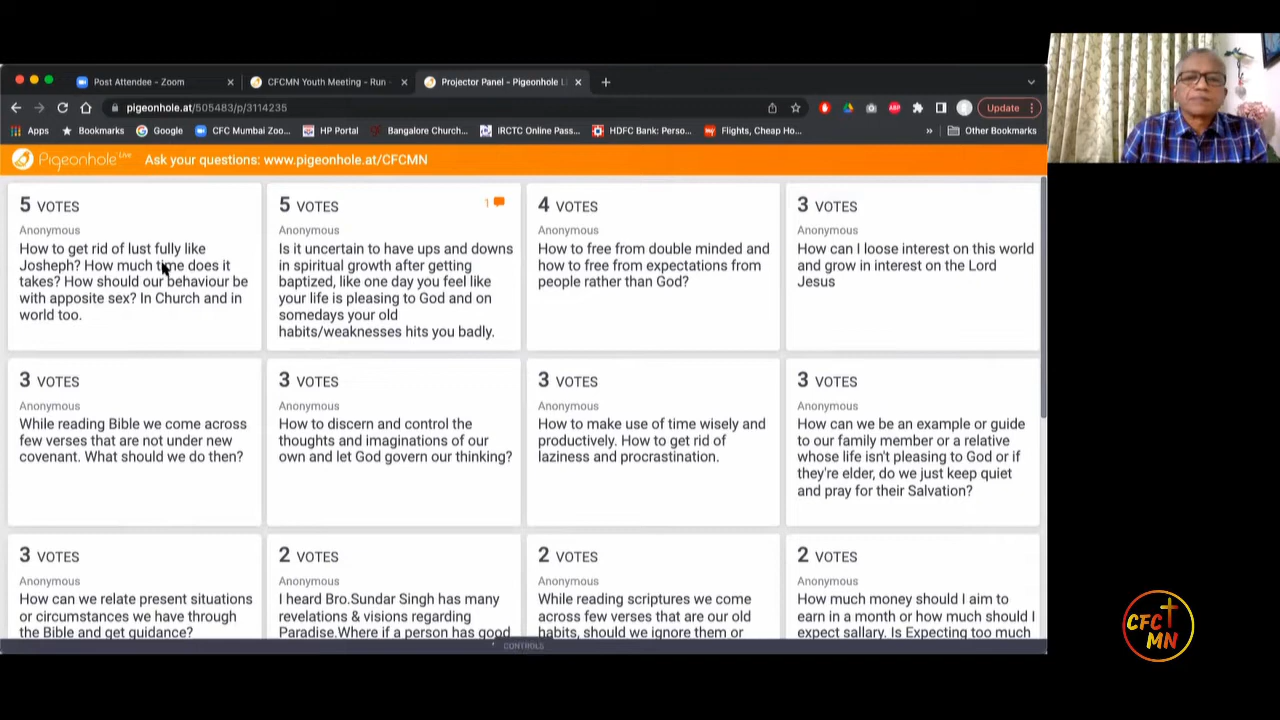 Post Attendee - Zoom
CFCMN Youth Meeting - Run
Projector Panel - Pigeonhole L
pigeonhole.at/505483/p/3114235
Update
Apps
Bookmarks
Google
CFC Mumbai Zoo...
HP Portal
Bangalore Church...
IRCTC Online Pass...
HDFC Bank: Perso...
Flights, Cheap Ho...
Other Bookmarks
Pigeonhole Live
Ask your questions: www.pigeonhole.at/CFCMN
5 VOTES
Anonymous
How to get rid of lust fully like
Josheph? How much time does it
takes? How should our behaviour be
with apposite sex? In Church and in
world too.
5 VOTES
1
Anonymous
Is it uncertain to have ups and downs
in spiritual growth after getting
baptized, like one day you feel like
your life is pleasing to God and on
somedays your old
habits/weaknesses hits you badly.
4 VOTES
Anonymous
How to free from double minded and
how to free from expectations from
people rather than God?
3 VOTES
Anonymous
How can I loose interest on this world
and grow in interest on the Lord
Jesus
3 VOTES
Anonymous
While reading Bible we come across
few verses that are not under new
covenant. What should we do then?
3 VOTES
Anonymous
How to discern and control the
thoughts and imaginations of our
own and let God govern our thinking?
3 VOTES
Anonymous
How to make use of time wisely and
productively. How to get rid of
laziness and procrastination.
3 VOTES
Anonymous
How can we be an example or guide
to our family member or a relative
whose life isn't pleasing to God or if
they're elder, do we just keep quiet
and pray for their Salvation?
3 VOTES
Anonymous
How can we relate present situations
or circumstances we have through
the Bible and get guidance?
2 VOTES
Anonymous
I heard Bro.Sundar Singh has many
revelations & visions regarding
Paradise.Where if a person has good
2 VOTES
Anonymous
While reading scriptures we come
across few verses that are our old
habits, should we ignore them or
2 VOTES
Anonymous
How much money should I aim to
earn in a month or how much should I
expect sallary. Is Expecting too much
CONTROLS
CFC
MN